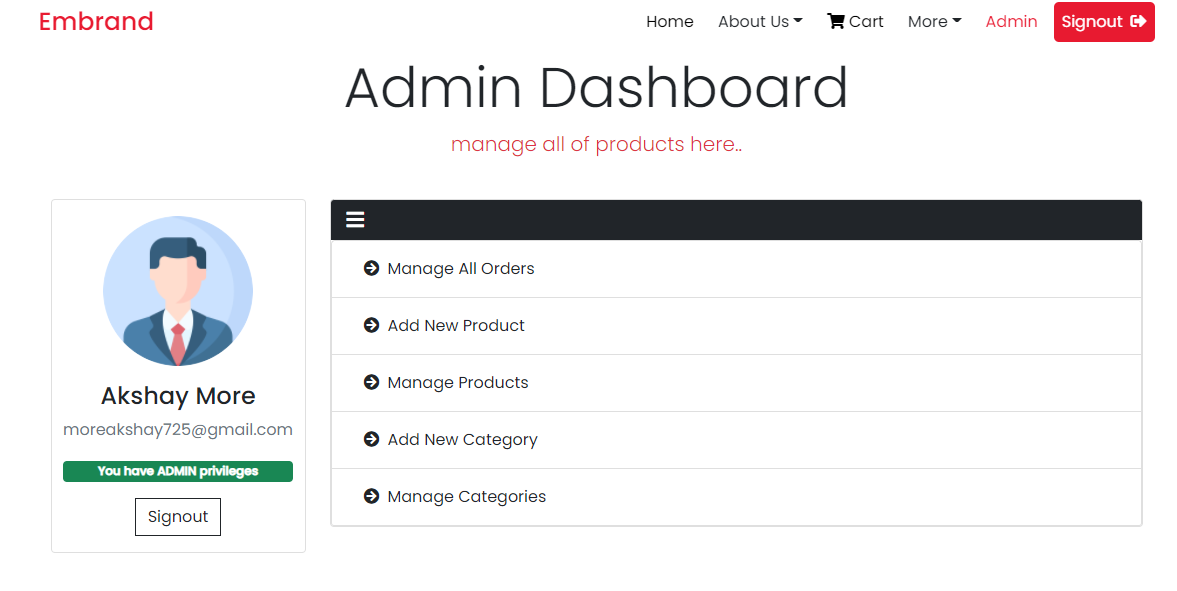 Embrand
Home About Us Cart More Admin Signout
Admin Dashboard
manage all of products here..
Akshay More
moreakshay725@gmail.com
You have ADMIN privileges
Signout
Manage All Orders
Add New Product
Manage Products
Add New Category
Manage Categories